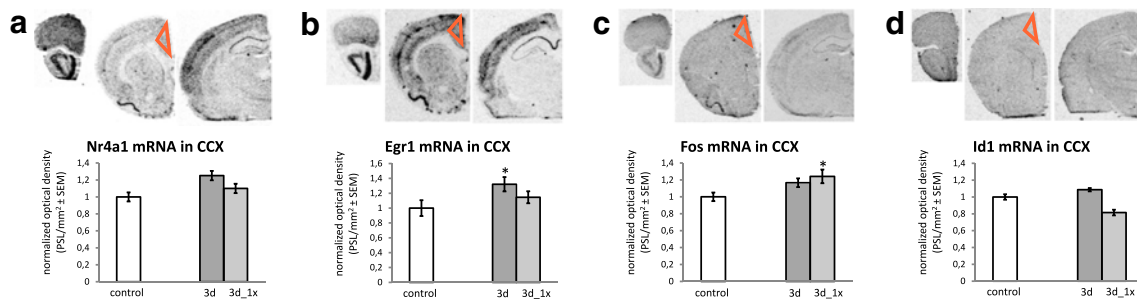 a
b
c
d
Nr4a1 mRNA in CCX
normalized optical density
(PSL/mm² ± SEM)
1,4
1,2
1
0,8
0,6
0,4
0,2
0
control
3d
3d_1x
Egr1 mRNA in CCX
normalized optical density
(PSL/mm² ± SEM)
1,4
1,2
1
0,8
0,6
0,4
0,2
0
*
control
3d
3d_1x
Fos mRNA in CCX
normalized optical density
(PSL/mm² ± SEM)
1,4
1,2
1
0,8
0,6
0,4
0,2
0
*
control
3d
3d_1x
Id1 mRNA in CCX
normalized optical density
(PSL/mm² ± SEM)
1,4
1,2
1
0,8
0,6
0,4
0,2
0
control
3d
3d_1x